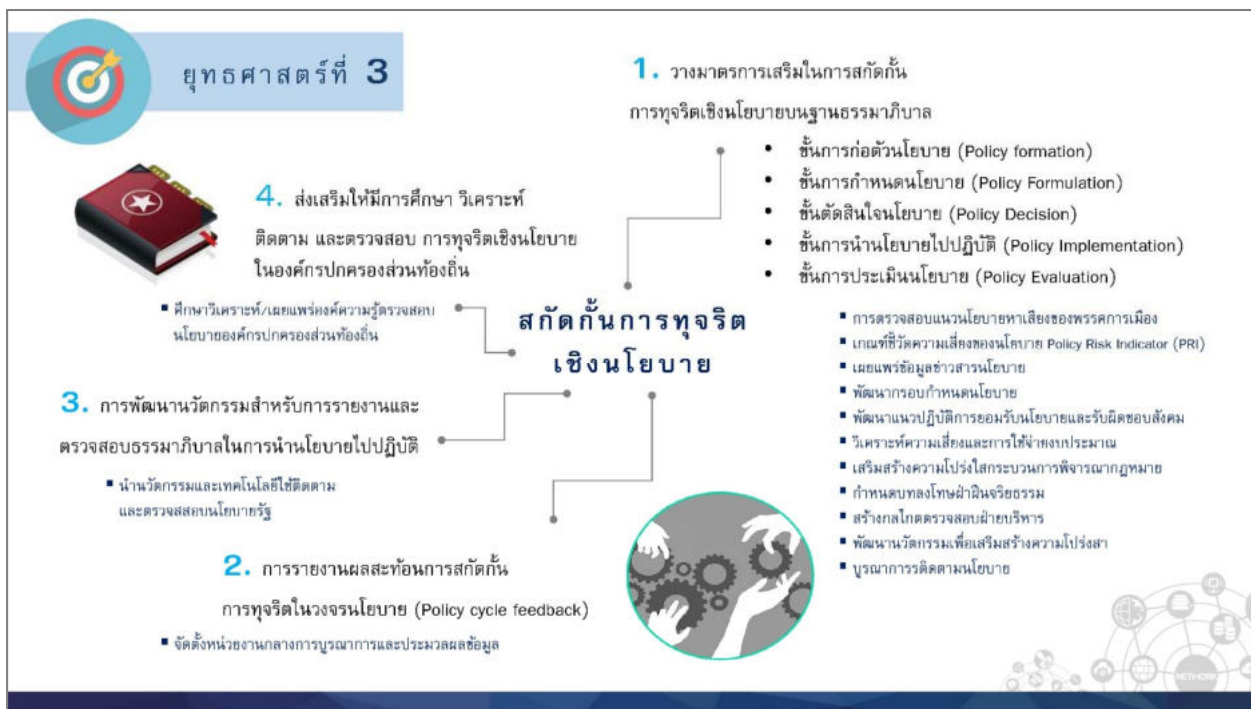 ยุทธศาสตร์ที่ 3
1. วางมาตรการเสริมในการสกัดกั้น
การทุจริตเชิงนโยบายบนฐานธรรมาภิบาล
• ขั้นการก่อตัวนโยบาย (Policy formation)
• ขั้นการกำหนดนโยบาย (Policy Formulation)
• ขั้นตัดสินใจนโยบาย (Policy Decision)
• ขั้นการนำนโยบายไปปฏิบัติ (Policy Implementation)
• ขั้นการประเมินนโยบาย (Policy Evaluation)
▪ การตรวจสอบแนวนโยบายหาเสียงของพรรคการเมือง
▪ เกณฑ์ชี้วัดความเสี่ยงของนโยบาย Policy Risk Indicator (PRI)
▪ เผยแพร่ข้อมูลข่าวสารนโยบาย
▪ พัฒนากรอบกำหนดนโยบาย
▪ พัฒนาแนวปฏิบัติการยอมรับนโยบายและรับผิดชอบสังคม
▪ วิเคราะห์ความเสี่ยงและการใช้จ่ายงบประมาณ
▪ เสริมสร้างความโปร่งใสกระบวนการพิจารณากฎหมาย
▪ กำหนดบทลงโทษฝ่าฝืนจริยธรรม
▪ สร้างกลไกตรวจสอบฝ่ายบริหาร
▪ พัฒนานวัตกรรมเพื่อเสริมสร้างความโปร่งสา
▪ บูรณาการรติดตามนโยบาย
สกัดกั้นการทุจริต
เชิงนโยบาย
4. ส่งเสริมให้มีการศึกษา วิเคราะห์
ติดตาม และตรวจสอบ การทุจริตเชิงนโยบาย
ในองค์กรปกครองส่วนท้องถิ่น
▪ ศึกษาวิเคราะห์/เผยแพร่องค์ความรู้ตรวจสอบ
นโยบายองค์กรปกครองส่วนท้องถิ่น
3. การพัฒนานวัตกรรมสำหรับการรายงานและ
ตรวจสอบธรรมาภิบาลในการนำนโยบายไปปฏิบัติ
▪ นำนวัตกรรมและเทคโนโลยีใช้ติดตาม
และตรวจสสอบนโยบายรัฐ
2. การรายงานผลสะท้อนการสกัดกั้น
การทุจริตในวงจรนโยบาย (Policy cycle feedback)
▪ จัดตั้งหน่วยงานกลางการบูรณาการและประมวลผลข้อมูล
NETWORK